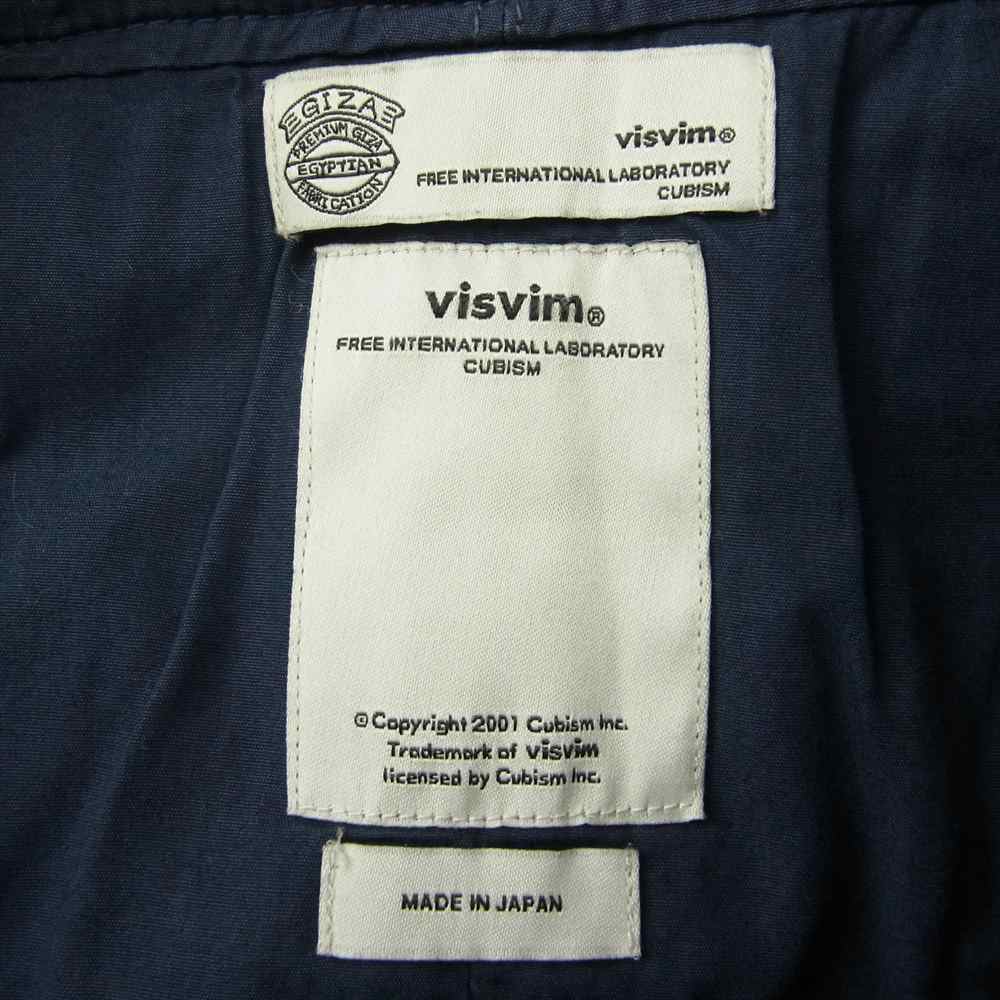 GIZA
PREMIUM GIZA
EGYPTIAN
FABRICATION
visvim®
FREE INTERNATIONAL LABORATORY
CUBISM
visvim®
FREE INTERNATIONAL LABORATORY
CUBISM
© Copyright 2001 Cubism Inc.
Trademark of visvim
licensed by Cubism Inc.
MADE IN JAPAN